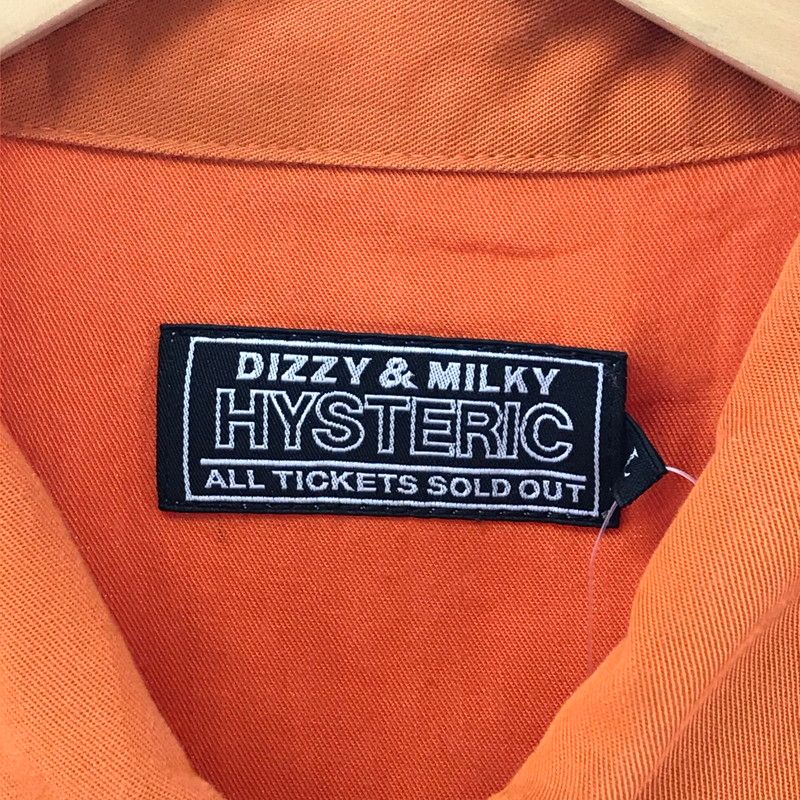 DIZZY & MILKY
HYSTERIC
ALL TICKETS SOLD OUT